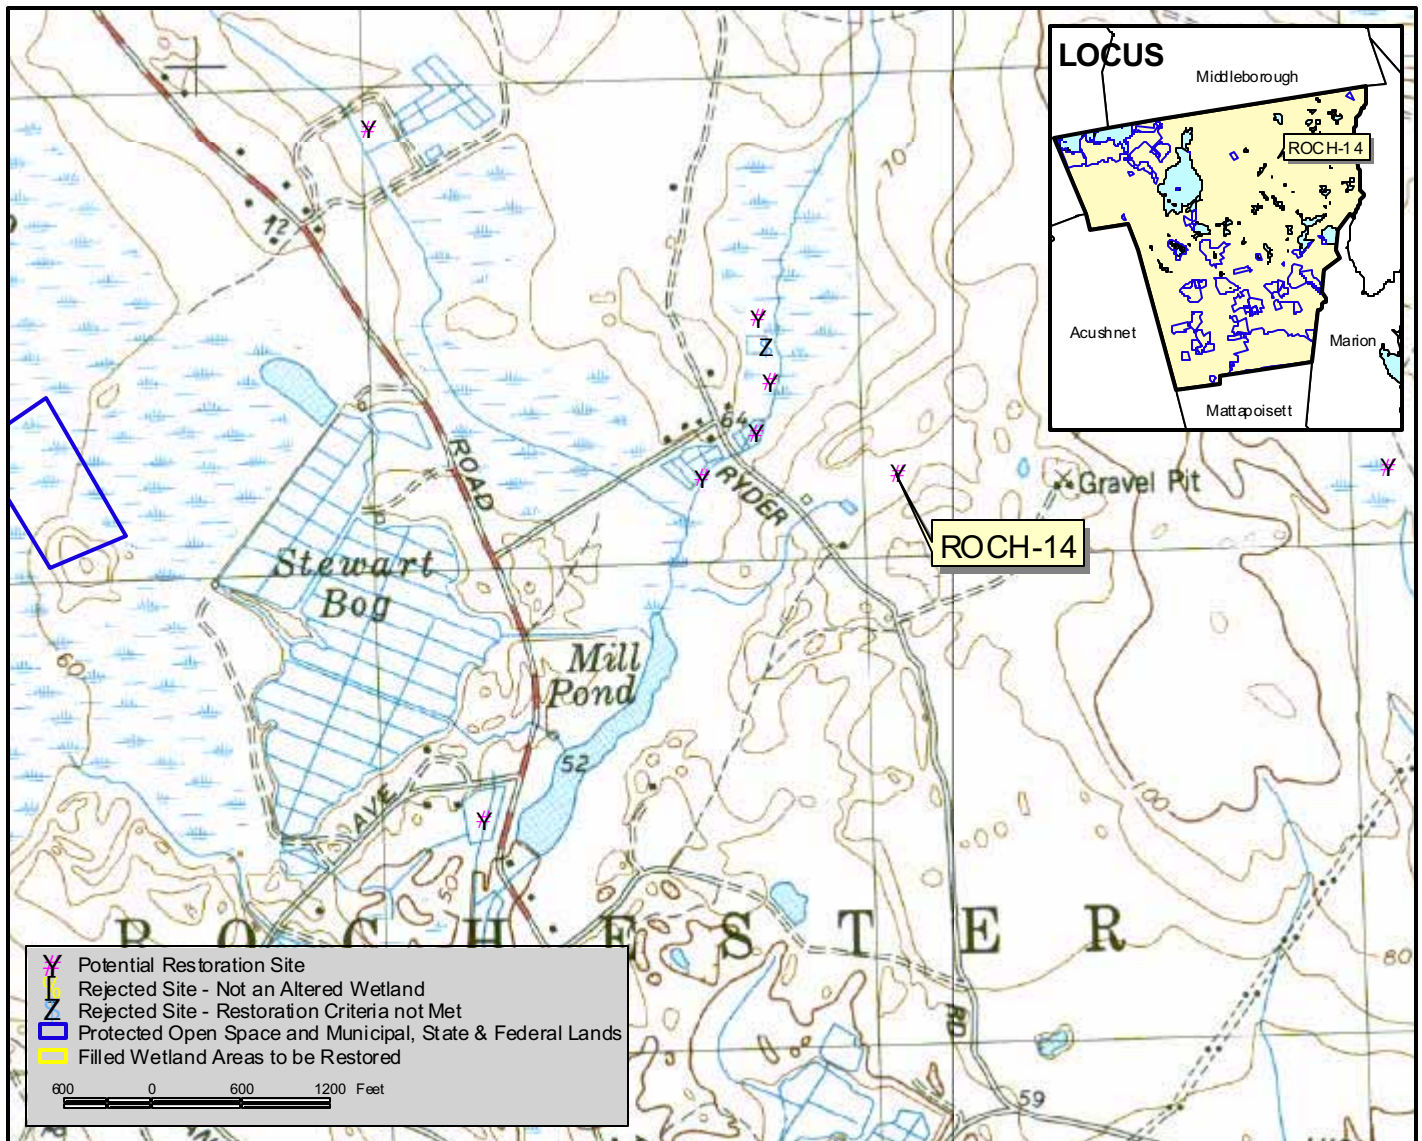 LOCUS
Middleborough
ROCH-14
Acushnet
Marion
Mattapoisett
70
12
64
ROAD
RYDER
Gravel Pit
ROCH-14
Stewart
Bog
Mill
Pond
60
52
AVE
100
50
ROCHESTER
80
RD
59
Y Potential Restoration Site
Rejected Site - Not an Altered Wetland
Z Rejected Site - Restoration Criteria not Met
Protected Open Space and Municipal, State & Federal Lands
Filled Wetland Areas to be Restored
600 0 600 1200 Feet